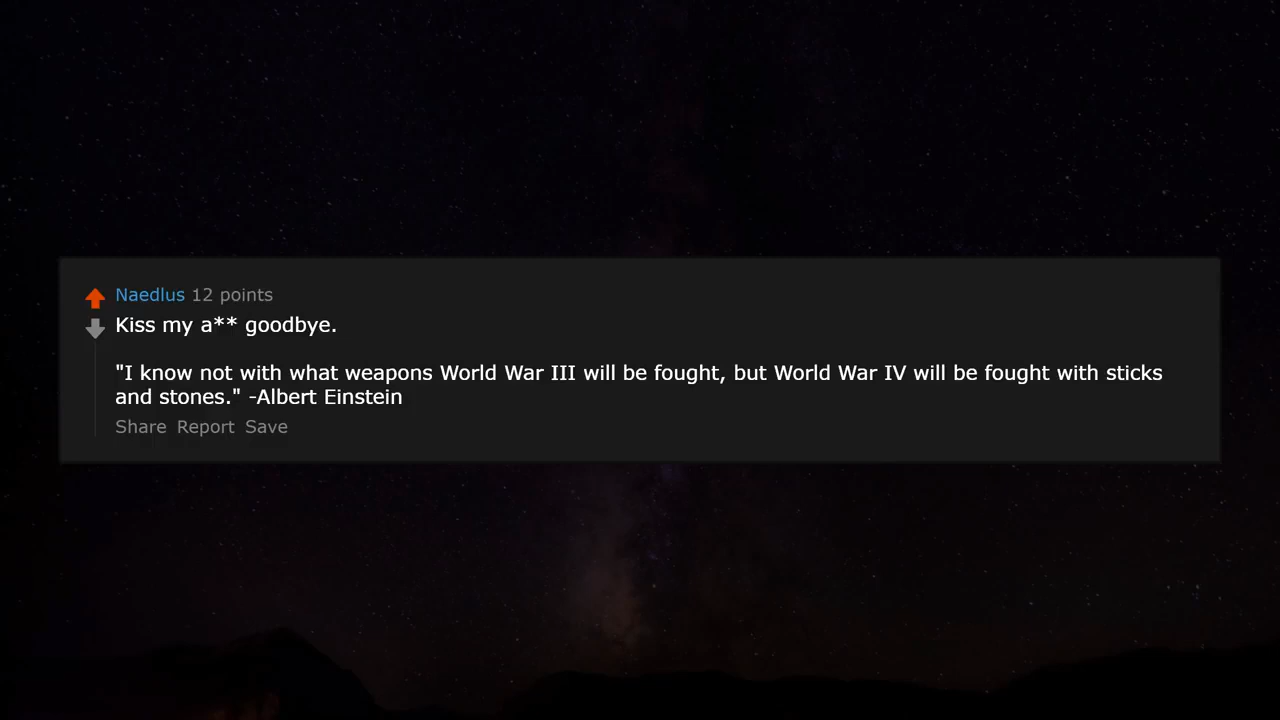 Naedlus 12 points
Kiss my a** goodbye.
"I know not with what weapons World War III will be fought, but World War IV will be fought with sticks
and stones." -Albert Einstein
Share Report Save